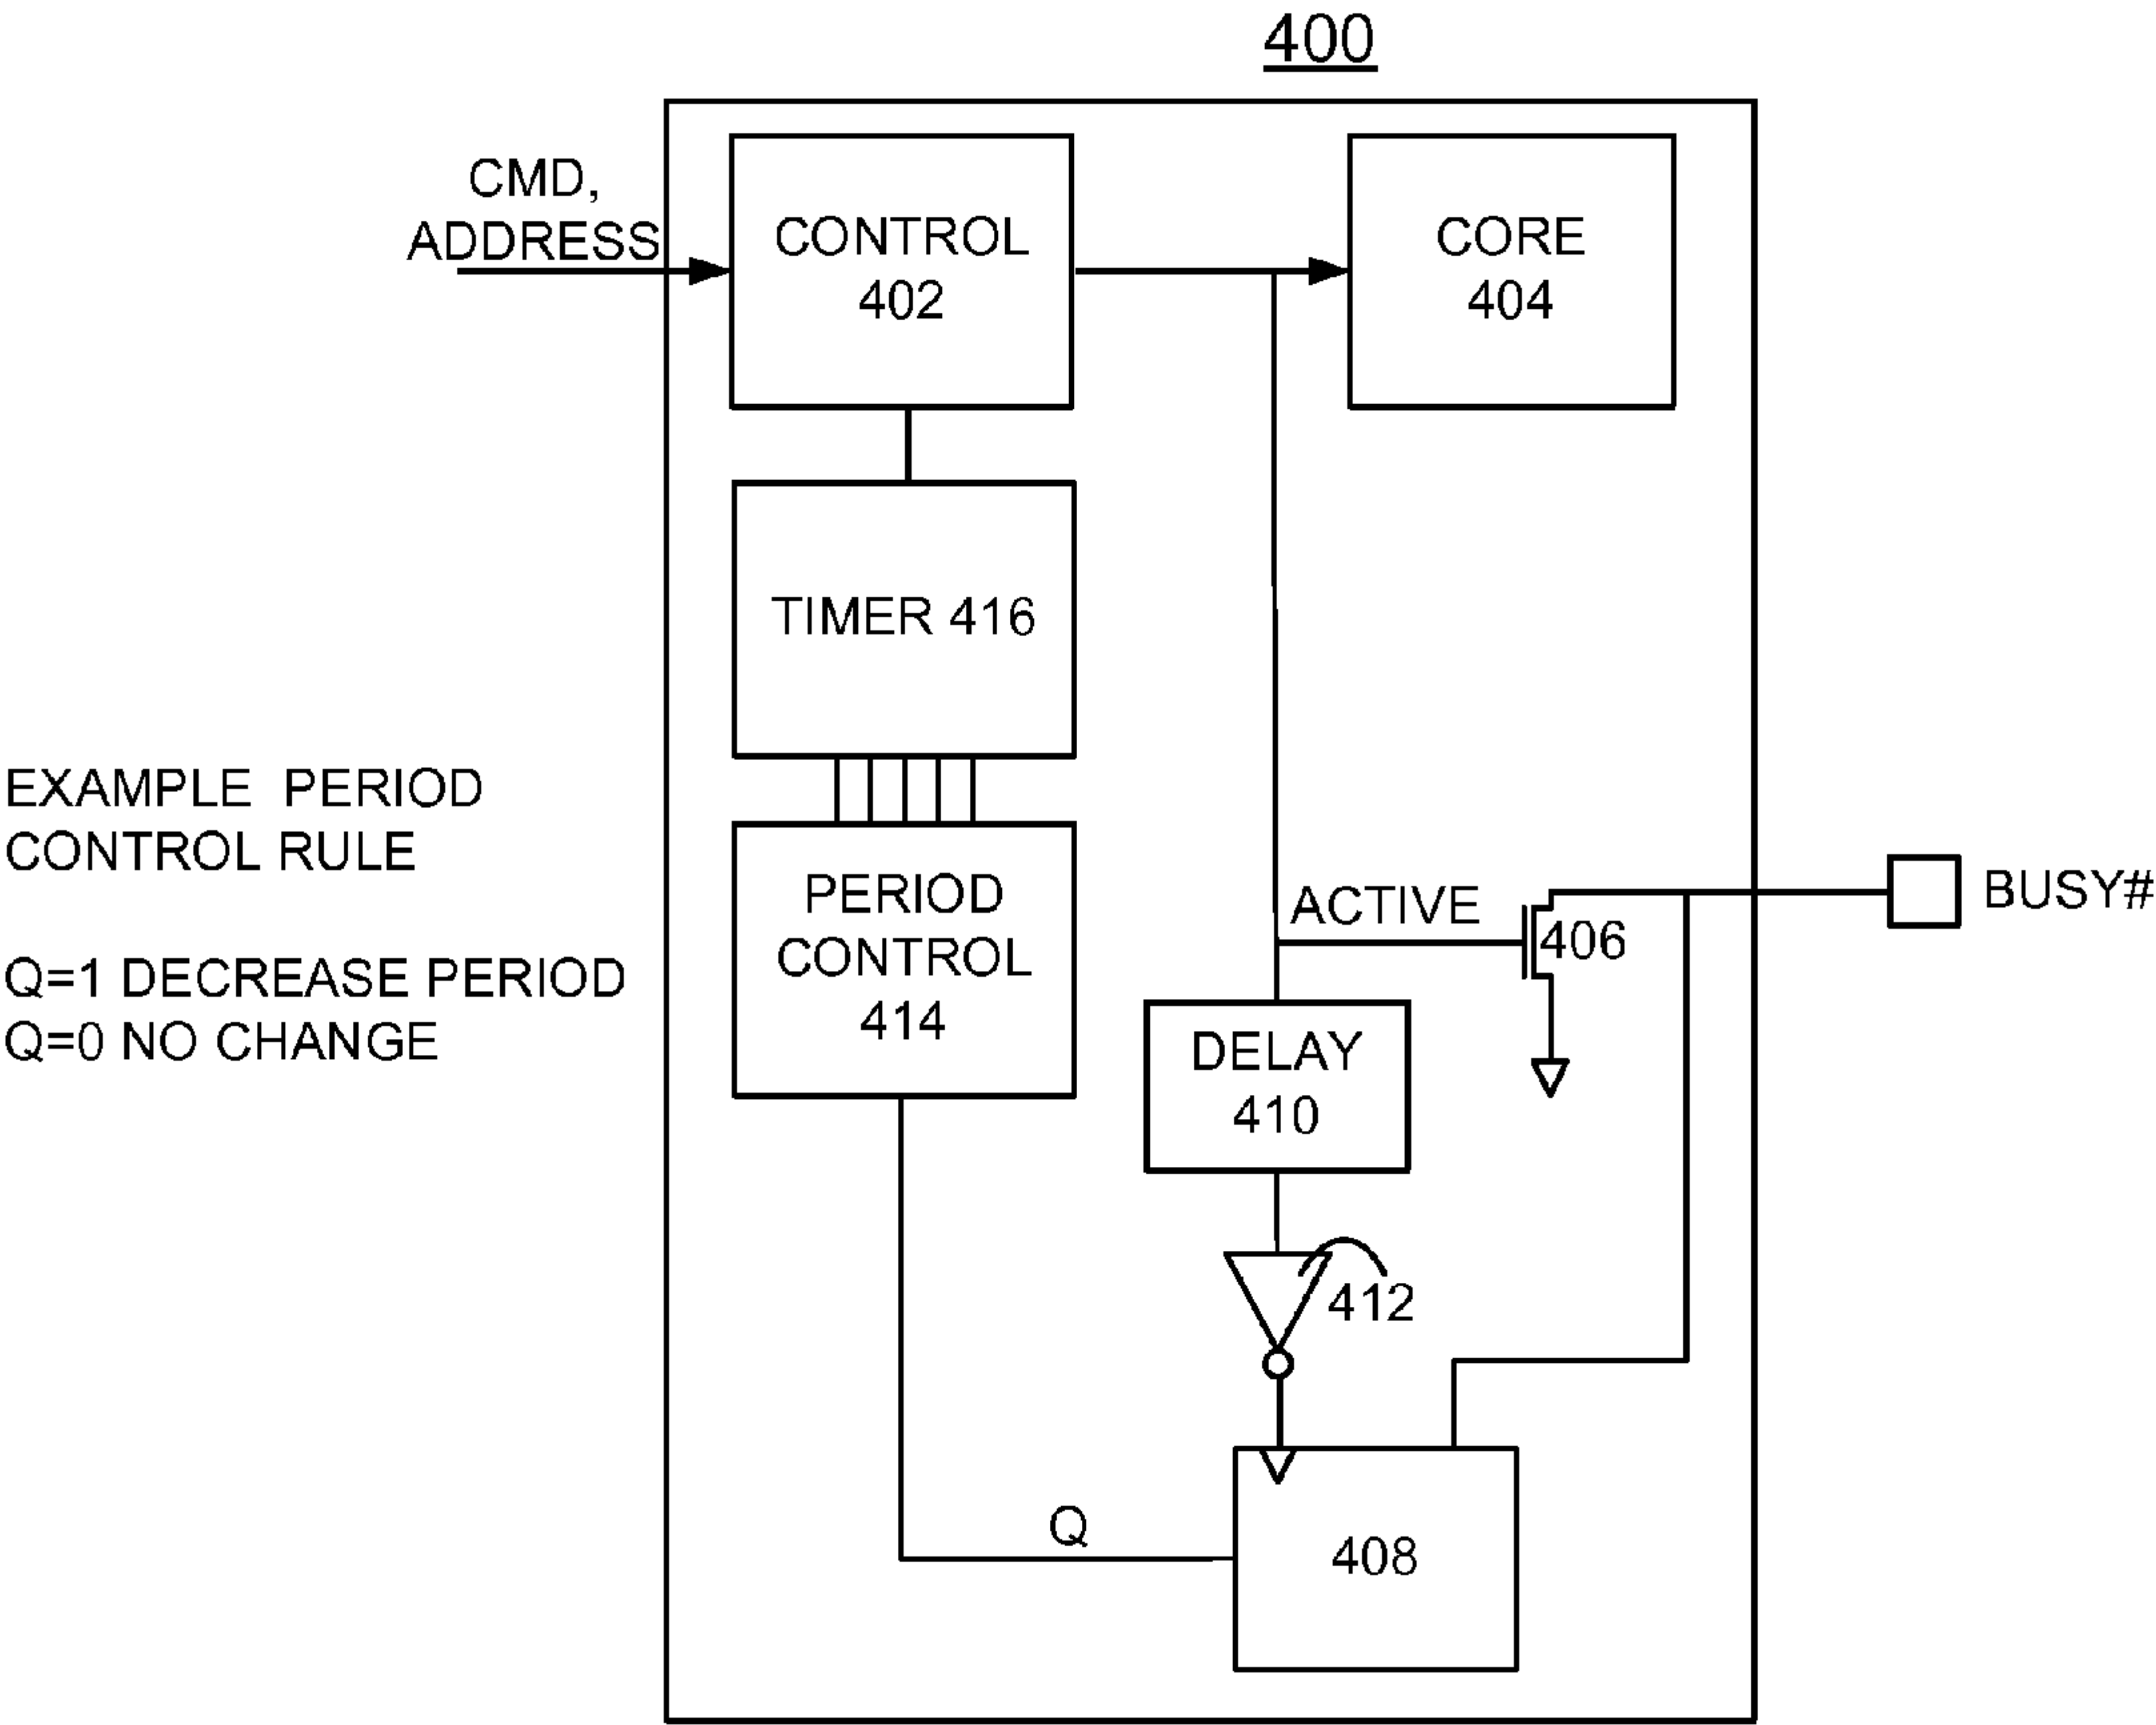 400
CMD,
ADDRESS
CONTROL
402
CORE
404
TIMER 416
EXAMPLE PERIOD
CONTROL RULE
Q=1 DECREASE PERIOD
Q=0 NO CHANGE
PERIOD
CONTROL
414
ACTIVE
406
BUSY#
DELAY
410
412
Q
408